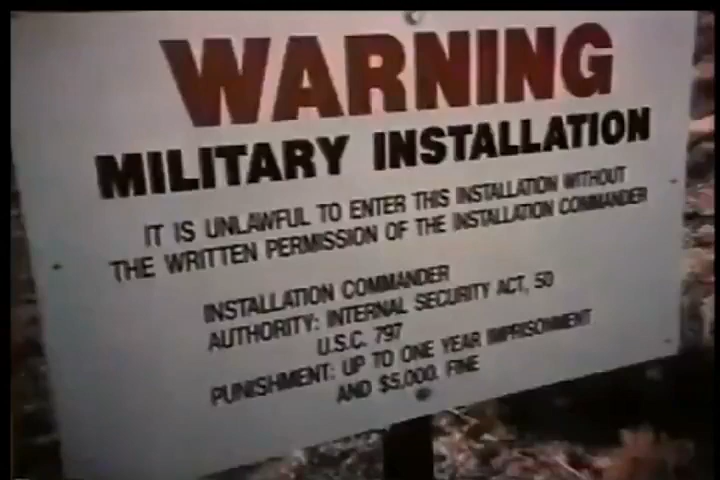 WARNING
MILITARY INSTALLATION
IT IS UNLAWFUL TO ENTER THIS INSTALLATION WITHOUT
THE WRITTEN PERMISSION OF THE INSTALLATION COMMANDER
INSTALLATION COMMANDER
AUTHORITY: INTERNAL SECURITY ACT, 50
U.S.C. 797
PUNISHMENT: UP TO ONE YEAR IMPRISONMENT
AND $5,000. FINE